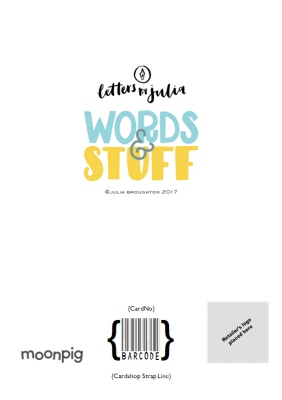 letters by julia
WORDS
&
STUFF
©JULIA BROUGHTON 2017
{CardNo}
{BARCODE}
Retailer's logo
placed here
moonpig
{Cardshop Strap Line}